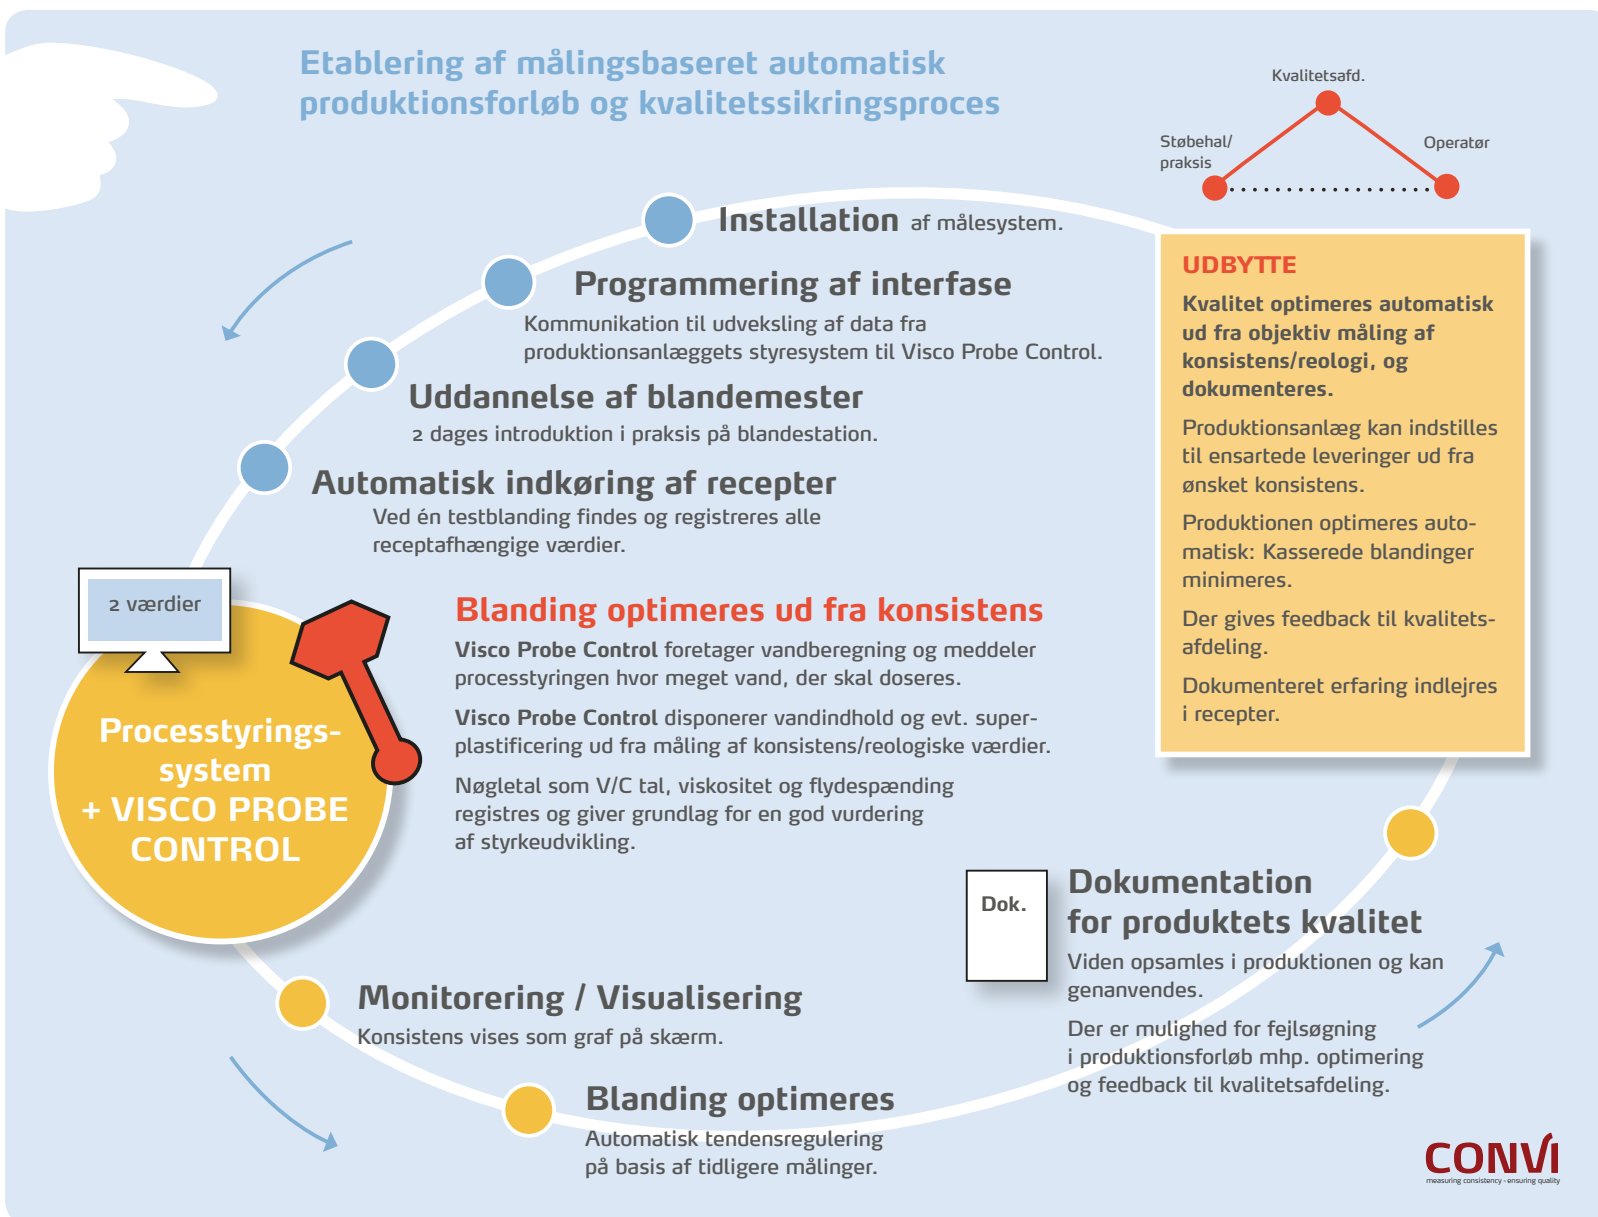 Etablering af målingsbaseret automatisk
produktionsforløb og kvalitetssikringsproces
Kvalitetsafd.
Støbehal/
praksis
Operatør
Installation af målesystem.
Programmering af interfase
Kommunikation til udveksling af data fra
produktionsanlæggets styresystem til Visco Probe Control.
Uddannelse af blandemester
2 dages introduktion i praksis på blandestation.
Automatisk indkøring af recepter
Ved én testblanding findes og registreres alle
receptafhængige værdier.
2 værdier
Processtyrings-
system
+ VISCO PROBE
CONTROL
Blanding optimeres ud fra konsistens
Visco Probe Control foretager vandberegning og meddeler
processtyringen hvor meget vand, der skal doseres.
Visco Probe Control disponerer vandindhold og evt. super-
plastificering ud fra måling af konsistens/reologiske værdier.
Nøgletal som V/C tal, viskositet og flydespænding
registres og giver grundlag for en god vurdering
af styrkeudvikling.
Monitorering / Visualisering
Konsistens vises som graf på skærm.
Blanding optimeres
Automatisk tendensregulering
på basis af tidligere målinger.
Dok.
Dokumentation
for produktets kvalitet
Viden opsamles i produktionen og kan
genanvendes.
Der er mulighed for fejlsøgning
i produktionsforløb mhp. optimering
og feedback til kvalitetsafdeling.
UDBYTTE
Kvalitet optimeres automatisk
ud fra objektiv måling af
konsistens/reologi, og
dokumenteres.
Produktionsanlæg kan indstilles
til ensartede leveringer ud fra
ønsket konsistens.
Produktionen optimeres auto-
matisk: Kasserede blandinger
minimeres.
Der gives feedback til kvalitets-
afdeling.
Dokumenteret erfaring indlejres
i recepter.
CONVI
measuring consistency - ensuring quality